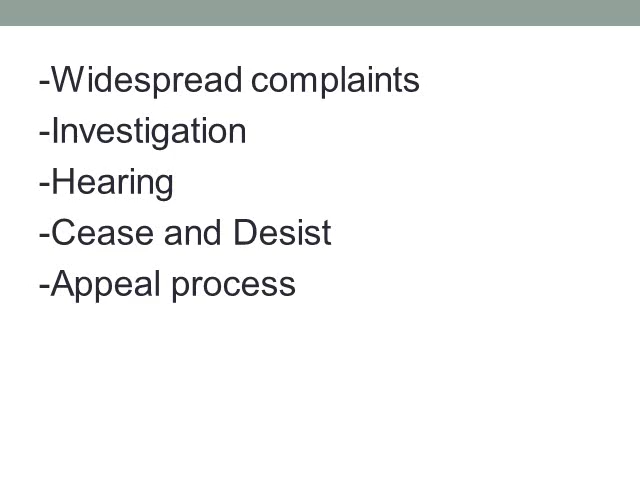 -Widespread complaints
-Investigation
-Hearing
-Cease and Desist
-Appeal process